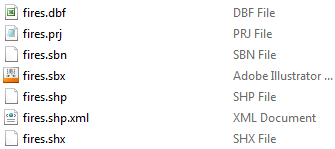 fires.dbf DBF File
fires.prj PRJ File
fires.sbn SBN File
fires.sbx Adobe Illustrator ...
fires.shp SHP File
fires.shp.xml XML Document
fires.shx SHX File